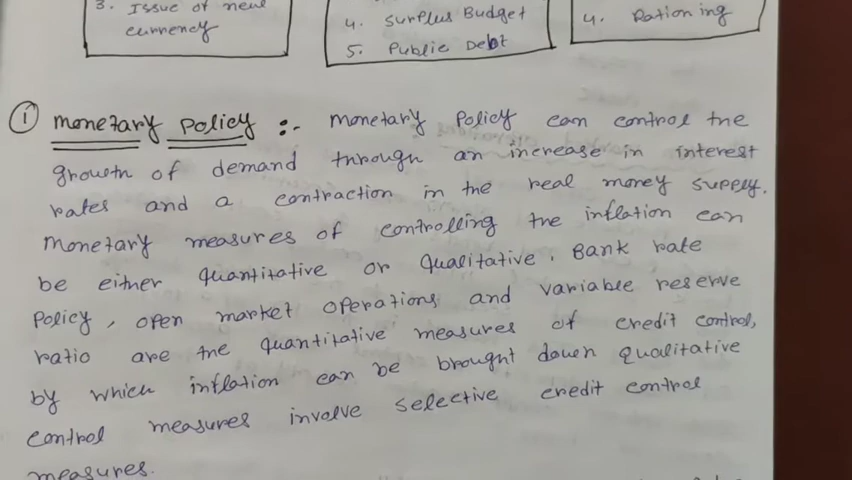 3. Issue of new
currency
4. Surplus Budget
5. Public Debt
4. Rationing
① Monetary Policy :- Monetary Policy can control the
growth of demand through an increase in interest
rates and a contraction in the real money supply.
Monetary measures of controlling the inflation can
be either quantitative or qualitative. Bank rate
policy, open market operations and variable reserve
ratio are the quantitative measures of credit control,
by which inflation can be brought down qualitative
control measures involve selective credit control
measures.